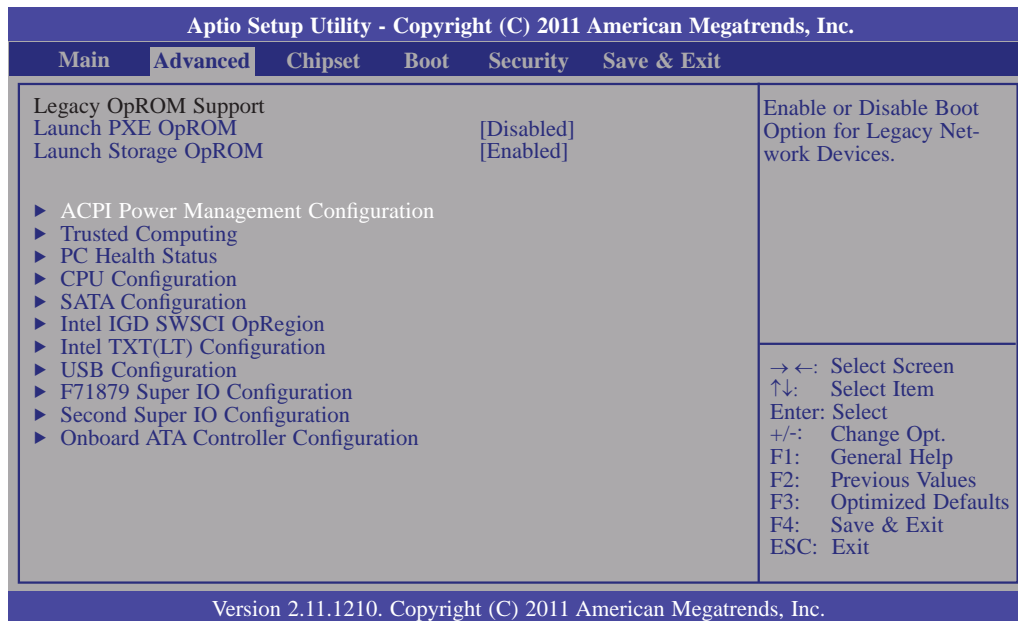 Aptio Setup Utility - Copyright (C) 2011 American Megatrends, Inc.
Main Advanced Chipset Boot Security Save & Exit
Legacy OpROM Support
Launch PXE OpROM [Disabled]
Launch Storage OpROM [Enabled]
▶ ACPI Power Management Configuration
▶ Trusted Computing
▶ PC Health Status
▶ CPU Configuration
▶ SATA Configuration
▶ Intel IGD SWSCI OpRegion
▶ Intel TXT(LT) Configuration
▶ USB Configuration
▶ F71879 Super IO Configuration
▶ Second Super IO Configuration
▶ Onboard ATA Controller Configuration
Enable or Disable Boot
Option for Legacy Net-
work Devices.
→ ←: Select Screen
↑↓: Select Item
Enter: Select
+/-: Change Opt.
F1: General Help
F2: Previous Values
F3: Optimized Defaults
F4: Save & Exit
ESC: Exit
Version 2.11.1210. Copyright (C) 2011 American Megatrends, Inc.